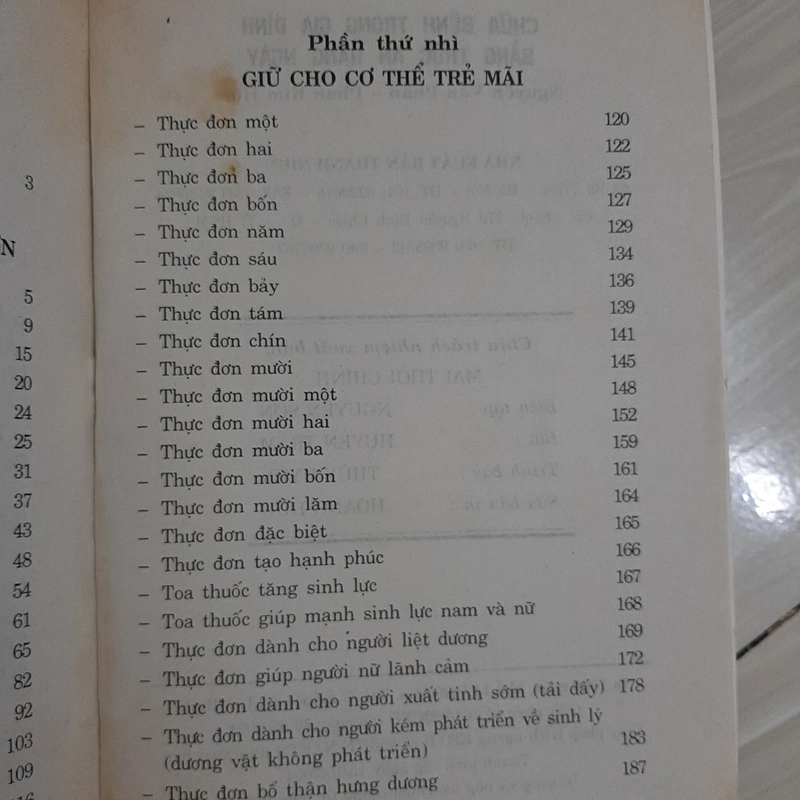 3
N
5
9
15
20
24
25
31
37
43
48
54
61
65
82
92
103
109
Phần thứ nhì
GIỮ CHO CƠ THỂ TRẺ MÃI
– Thực đơn một 120
– Thực đơn hai 122
– Thực đơn ba 125
– Thực đơn bốn 127
– Thực đơn năm 129
– Thực đơn sáu 134
– Thực đơn bảy 136
– Thực đơn tám 139
– Thực đơn chín 141
– Thực đơn mười 145
– Thực đơn mười một 148
– Thực đơn mười hai 152
– Thực đơn mười ba 159
– Thực đơn mười bốn 161
– Thực đơn mười lăm 164
– Thực đơn đặc biệt 165
– Thực đơn tạo hạnh phúc 166
– Toa thuốc tăng sinh lực 167
– Toa thuốc giúp mạnh sinh lực nam và nữ 168
– Thực đơn dành cho người liệt dương 169
– Thực đơn giúp người nữ lãnh cảm 172
– Thực đơn dành cho người xuất tinh sớm (tải dấy) 178
– Thực đơn dành cho người kém phát triển về sinh lý
(dương vật không phát triển) 183
– Thực đơn bổ thận hưng dương 187